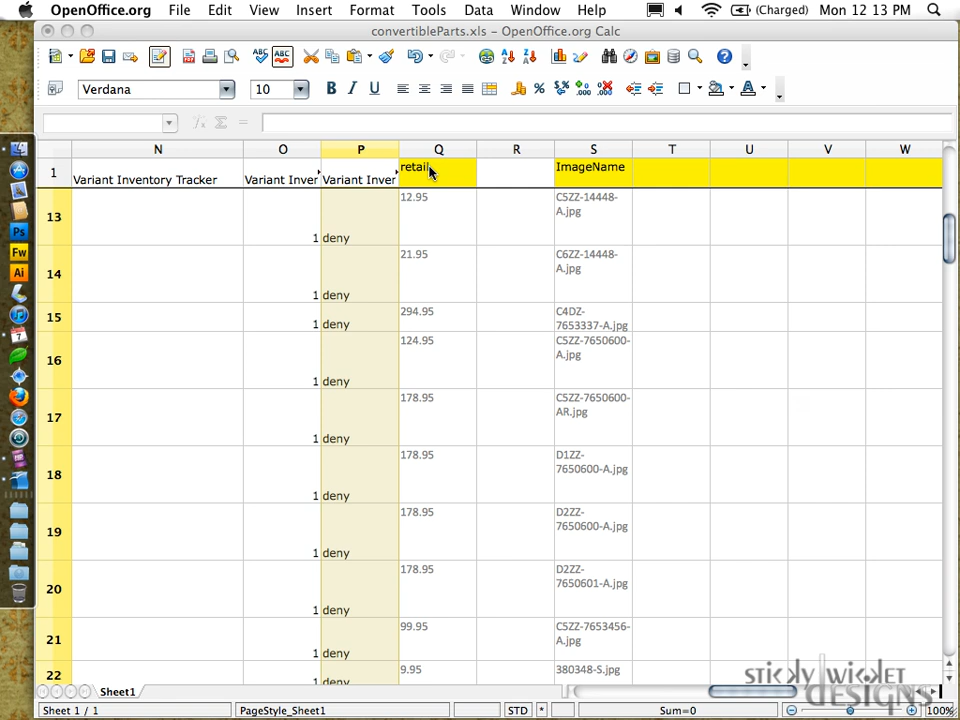 OpenOffice.org File Edit View Insert Format Tools Data Window Help (Charged) Mon 12 13 PM
convertibleParts.xls - OpenOffice.org Calc
Verdana 10 B I U
N O P Q R S T U V W
1 Variant Inventory Tracker Variant Inver Variant Inver retail ImageName
13 1 deny 12.95 C5ZZ-14448-
A.jpg
14 1 deny 21.95 C6ZZ-14448-
A.jpg
15 1 deny 294.95 C4DZ-
7653337-A.jpg
16 1 deny 124.95 C5ZZ-7650600-
A.jpg
17 1 deny 178.95 C5ZZ-7650600-
AR.jpg
18 1 deny 178.95 D1ZZ-
7650600-A.jpg
19 1 deny 178.95 D2ZZ-
7650600-A.jpg
20 1 deny 178.95 D2ZZ-
7650601-A.jpg
21 1 deny 99.95 C5ZZ-7653456-
A.jpg
22 1 deny 9.95 380348-S.jpg
Sheet1
sticky wicket
DESIGNS
Sheet 1 / 1 PageStyle_Sheet1 STD * Sum=0 100%